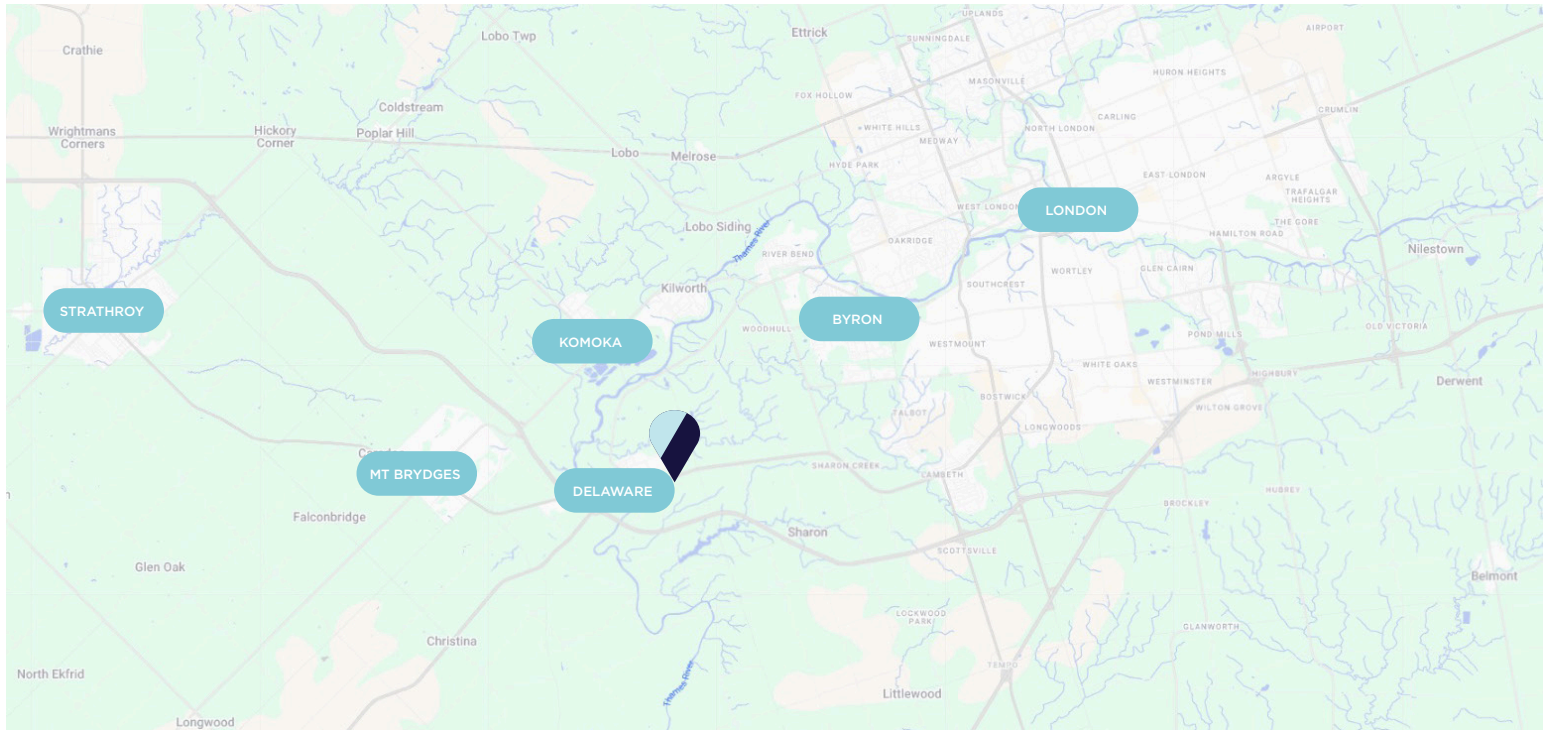 UPLANDS
AIRPORT
Lobo Twp
Ettrick
SUNNINGDALE
Crathie
MASONVILLE
HURON HEIGHTS
FOX HOLLOW
Coldstream
CRUMLIN
CARLING
Wrightmans
Corners
Hickory
Corner
Poplar Hill
WHITE HILLS
NORTH LONDON
MEDWAY
Lobo
Melrose
HYDE PARK
EAST LONDON
ARGYLE
TRAFALGAR
HEIGHTS
WEST LONDON
LONDON
THE GORE
Lobo Siding
HAMILTON ROAD
Thames River
OAKRIDGE
Nilestown
RIVER BEND
WORTLEY
GLEN CAIRN
Kilworth
SOUTHCREST
STRATHROY
BYRON
WOODHULL
OLD VICTORIA
POND MILLS
KOMOKA
WESTMOUNT
WHITE OAKS
HIGHBURY
WESTMINSTER
Derwent
BOSTWICK
WILTON GROVE
TALBOT
LONGWOODS
MT BRYDGES
SHARON CREEK
LAMBETH
DELAWARE
HUBREY
BROCKLEY
Falconbridge
Sharon
SCOTTSVILLE
Glen Oak
Belmont
LOCKWOOD
PARK
GLANWORTH
Christina
TEMPO
North Ekfrid
Thames River
Littlewood
Longwood